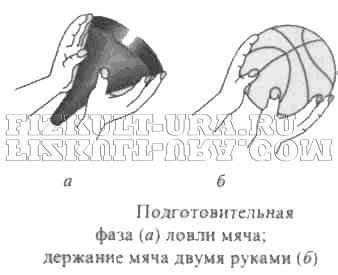 FIZKULT-URA.RU
FIZKULT-URA.COM
а б
Подготовительная
фаза (а) ловли мяча;
держание мяча двумя руками (б)